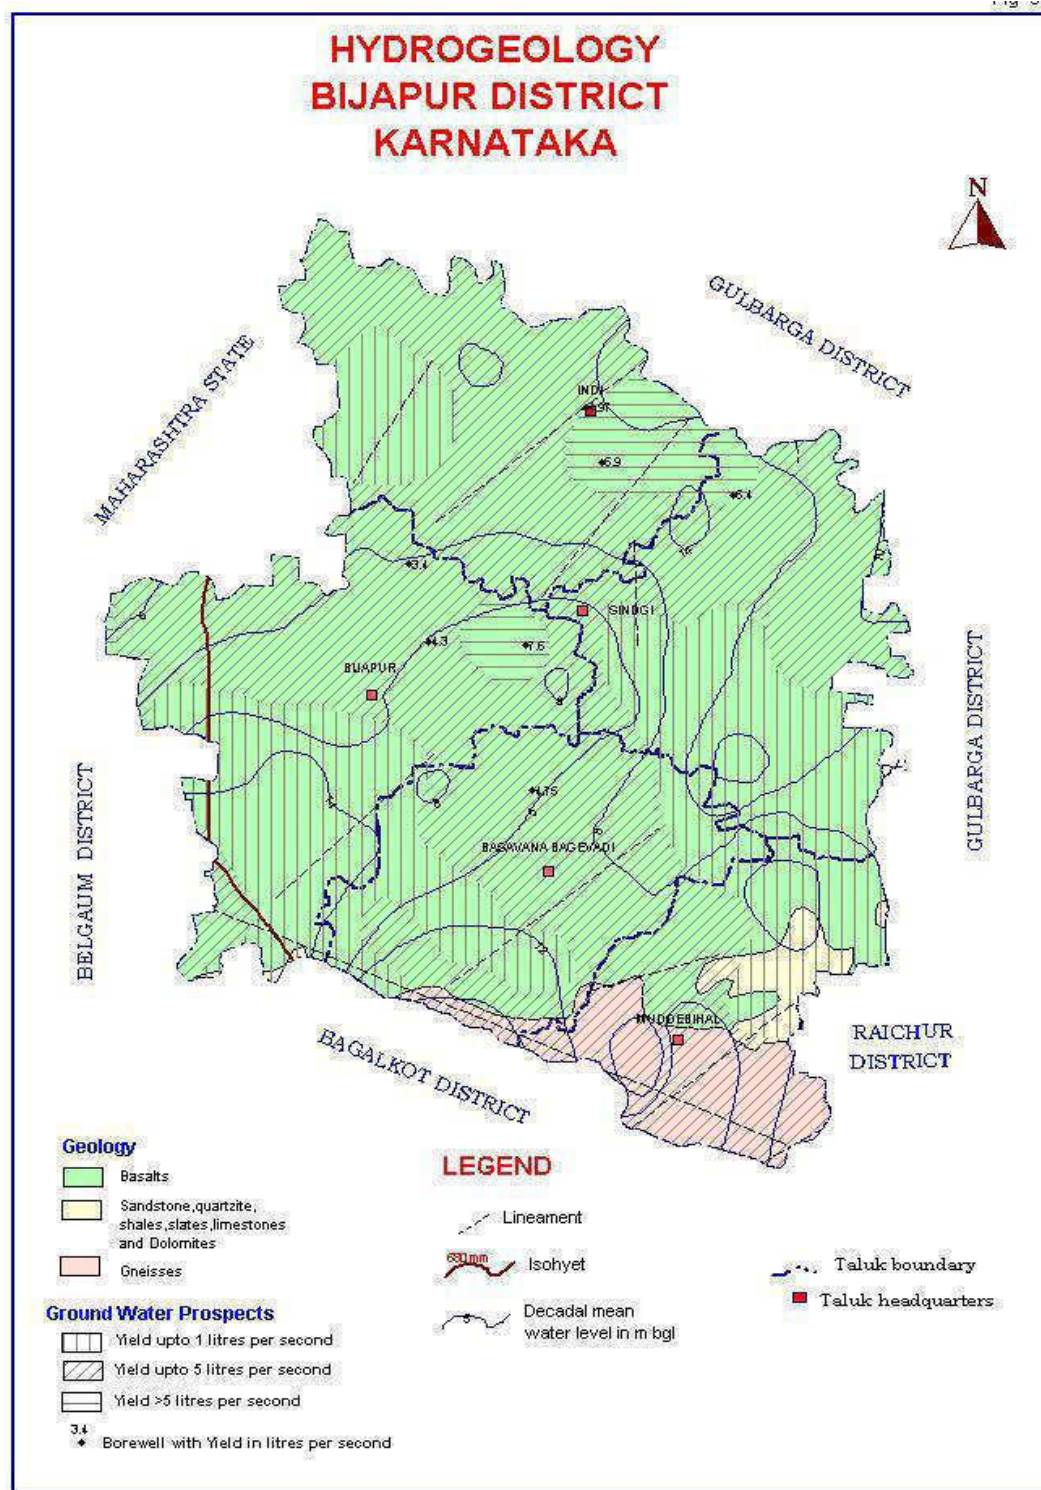 HYDROGEOLOGY
BIJAPUR DISTRICT
KARNATAKA
N
GULBARGA DISTRICT
MAHARASHTRA STATE
INDI
5.9
5.4
3.4
SINDGI
4.3
7.6
BIJAPUR
GULBARGA DISTRICT
BELGAUM DISTRICT
4.75
BASAVANA BAGEVADI
MUDDEBIHAL
RAICHUR
DISTRICT
BAGALKOT DISTRICT
Geology
Basalts
Sandstone,quartzite,
shales,slates,limestones
and Dolomites
Gneisses
Ground Water Prospects
Yield upto 1 litres per second
Yield upto 5 litres per second
Yield >5 litres per second
3.4
Borewell with Yield in litres per second
LEGEND
Lineament
680mm
Isohyet
5
Decadal mean
water level in m bgl
Taluk boundary
Taluk headquarters